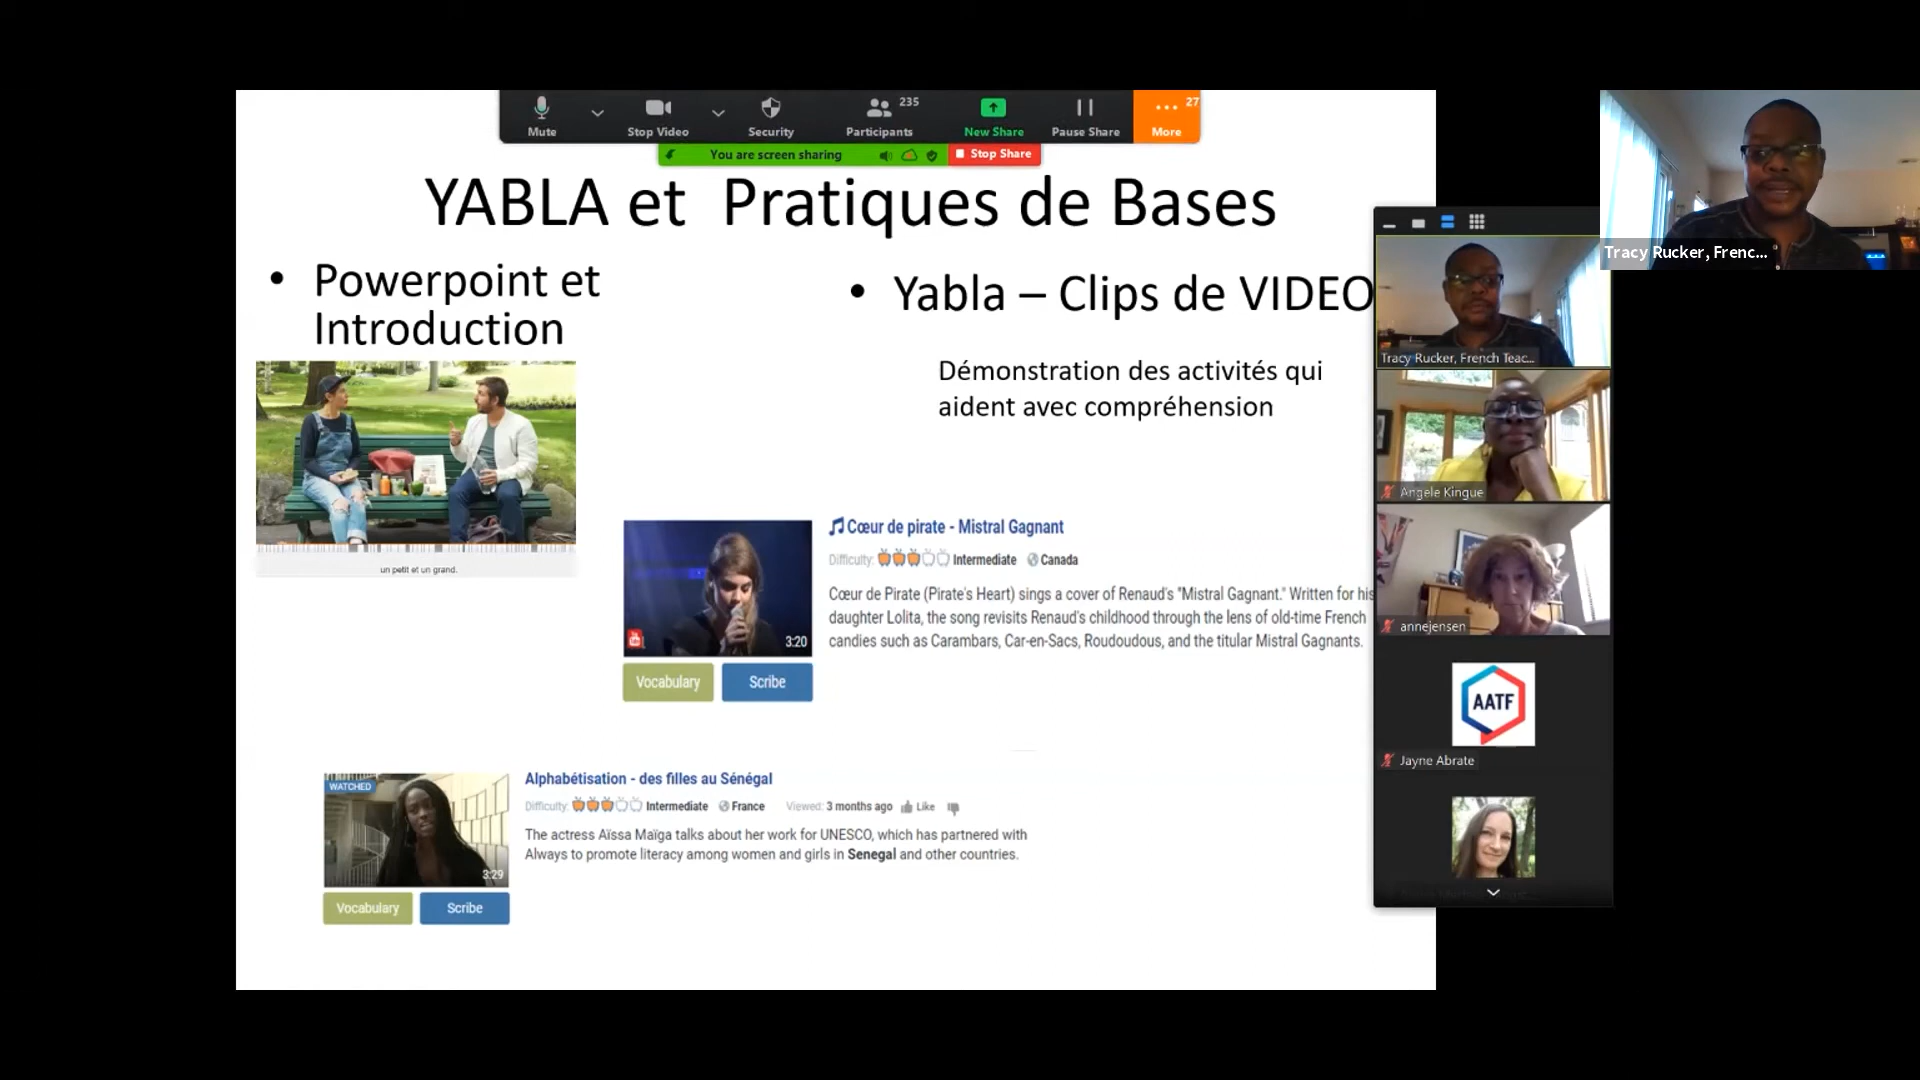 Mute
Stop Video
Security
Participants
235
New Share
Pause Share
More
27
You are screen sharing
Stop Share
YABLA et  Pratiques de Bases
• Powerpoint et
Introduction
un petit et un grand.
• Yabla – Clips de VIDEO
Démonstration des activités qui
aident avec compréhension
Cœur de pirate - Mistral Gagnant
Difficulty: Intermediate Canada
Cœur de Pirate (Pirate's Heart) sings a cover of Renaud's "Mistral Gagnant." Written for his
daughter Lolita, the song revisits Renaud's childhood through the lens of old-time French
candies such as Carambars, Car-en-Sacs, Roudoudous, and the titular Mistral Gagnants.
3:20
Vocabulary
Scribe
WATCHED
3:29
Alphabétisation - des filles au Sénégal
Difficulty: Intermediate France Viewed: 3 months ago Like
The actress Aïssa Maïga talks about her work for UNESCO, which has partnered with
Always to promote literacy among women and girls in Senegal and other countries.
Vocabulary
Scribe
Tracy Rucker, French Teac...
Angele Kingue
annejensen
AATF
Jayne Abrate
Tracy Rucker, Frenc...